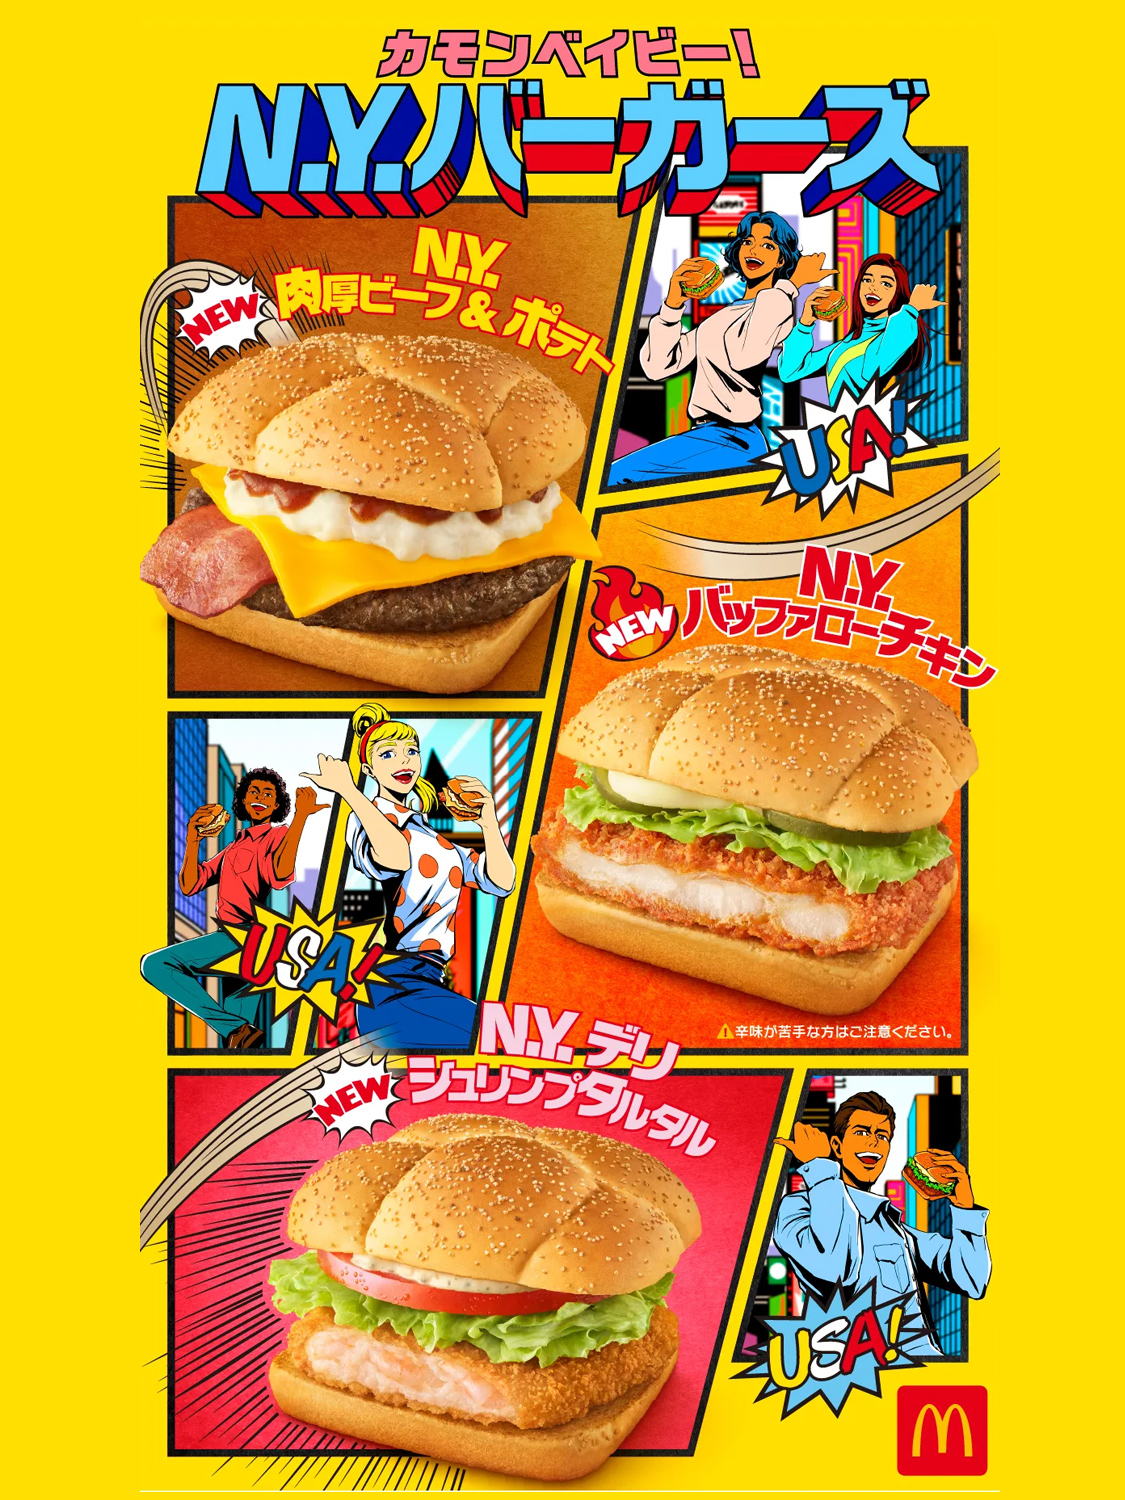 カモンベイビー!
N.Y.バーガーズ
NEW
N.Y.
肉厚ビーフ&ポテト
USA!
NEW
N.Y.
バッファローチキン
⚠辛味が苦手な方はご注意ください。
USA!
NEW
N.Y.デリ
シュリンプタルタル
USA!